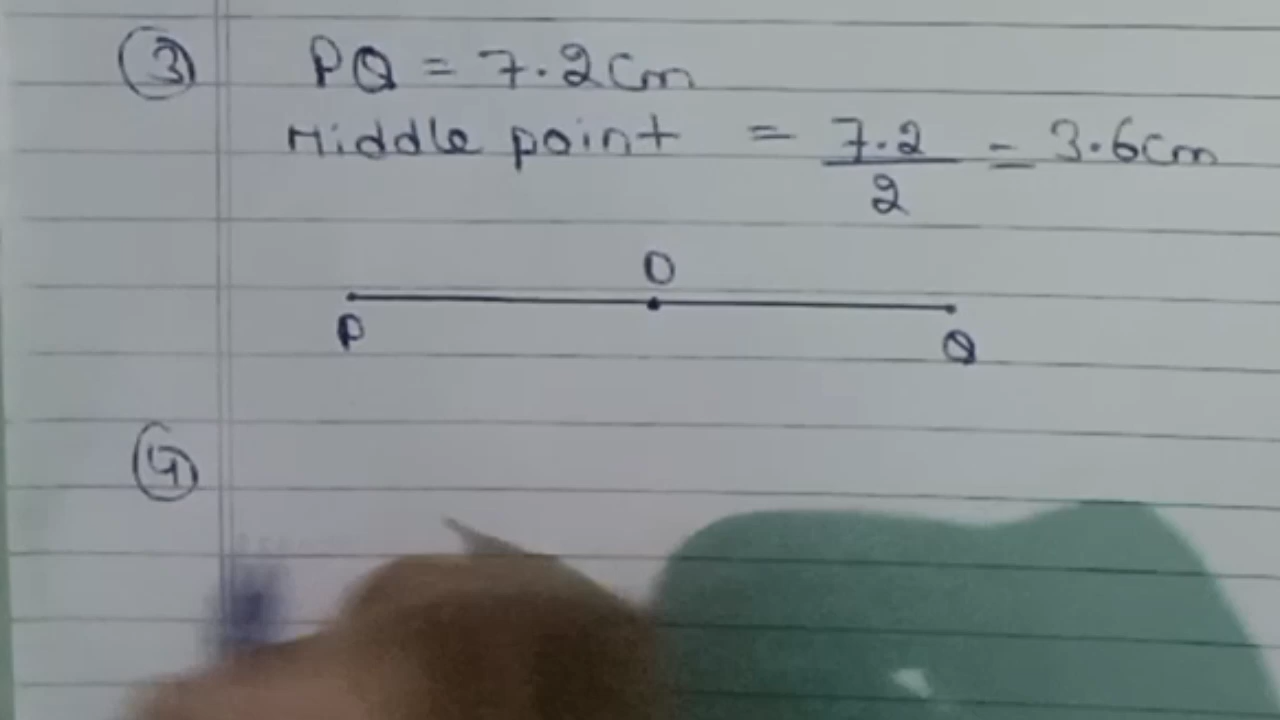 ③ PQ = 7.2cm
Middle point = 7.2/2 = 3.6cm
O
P Q
④